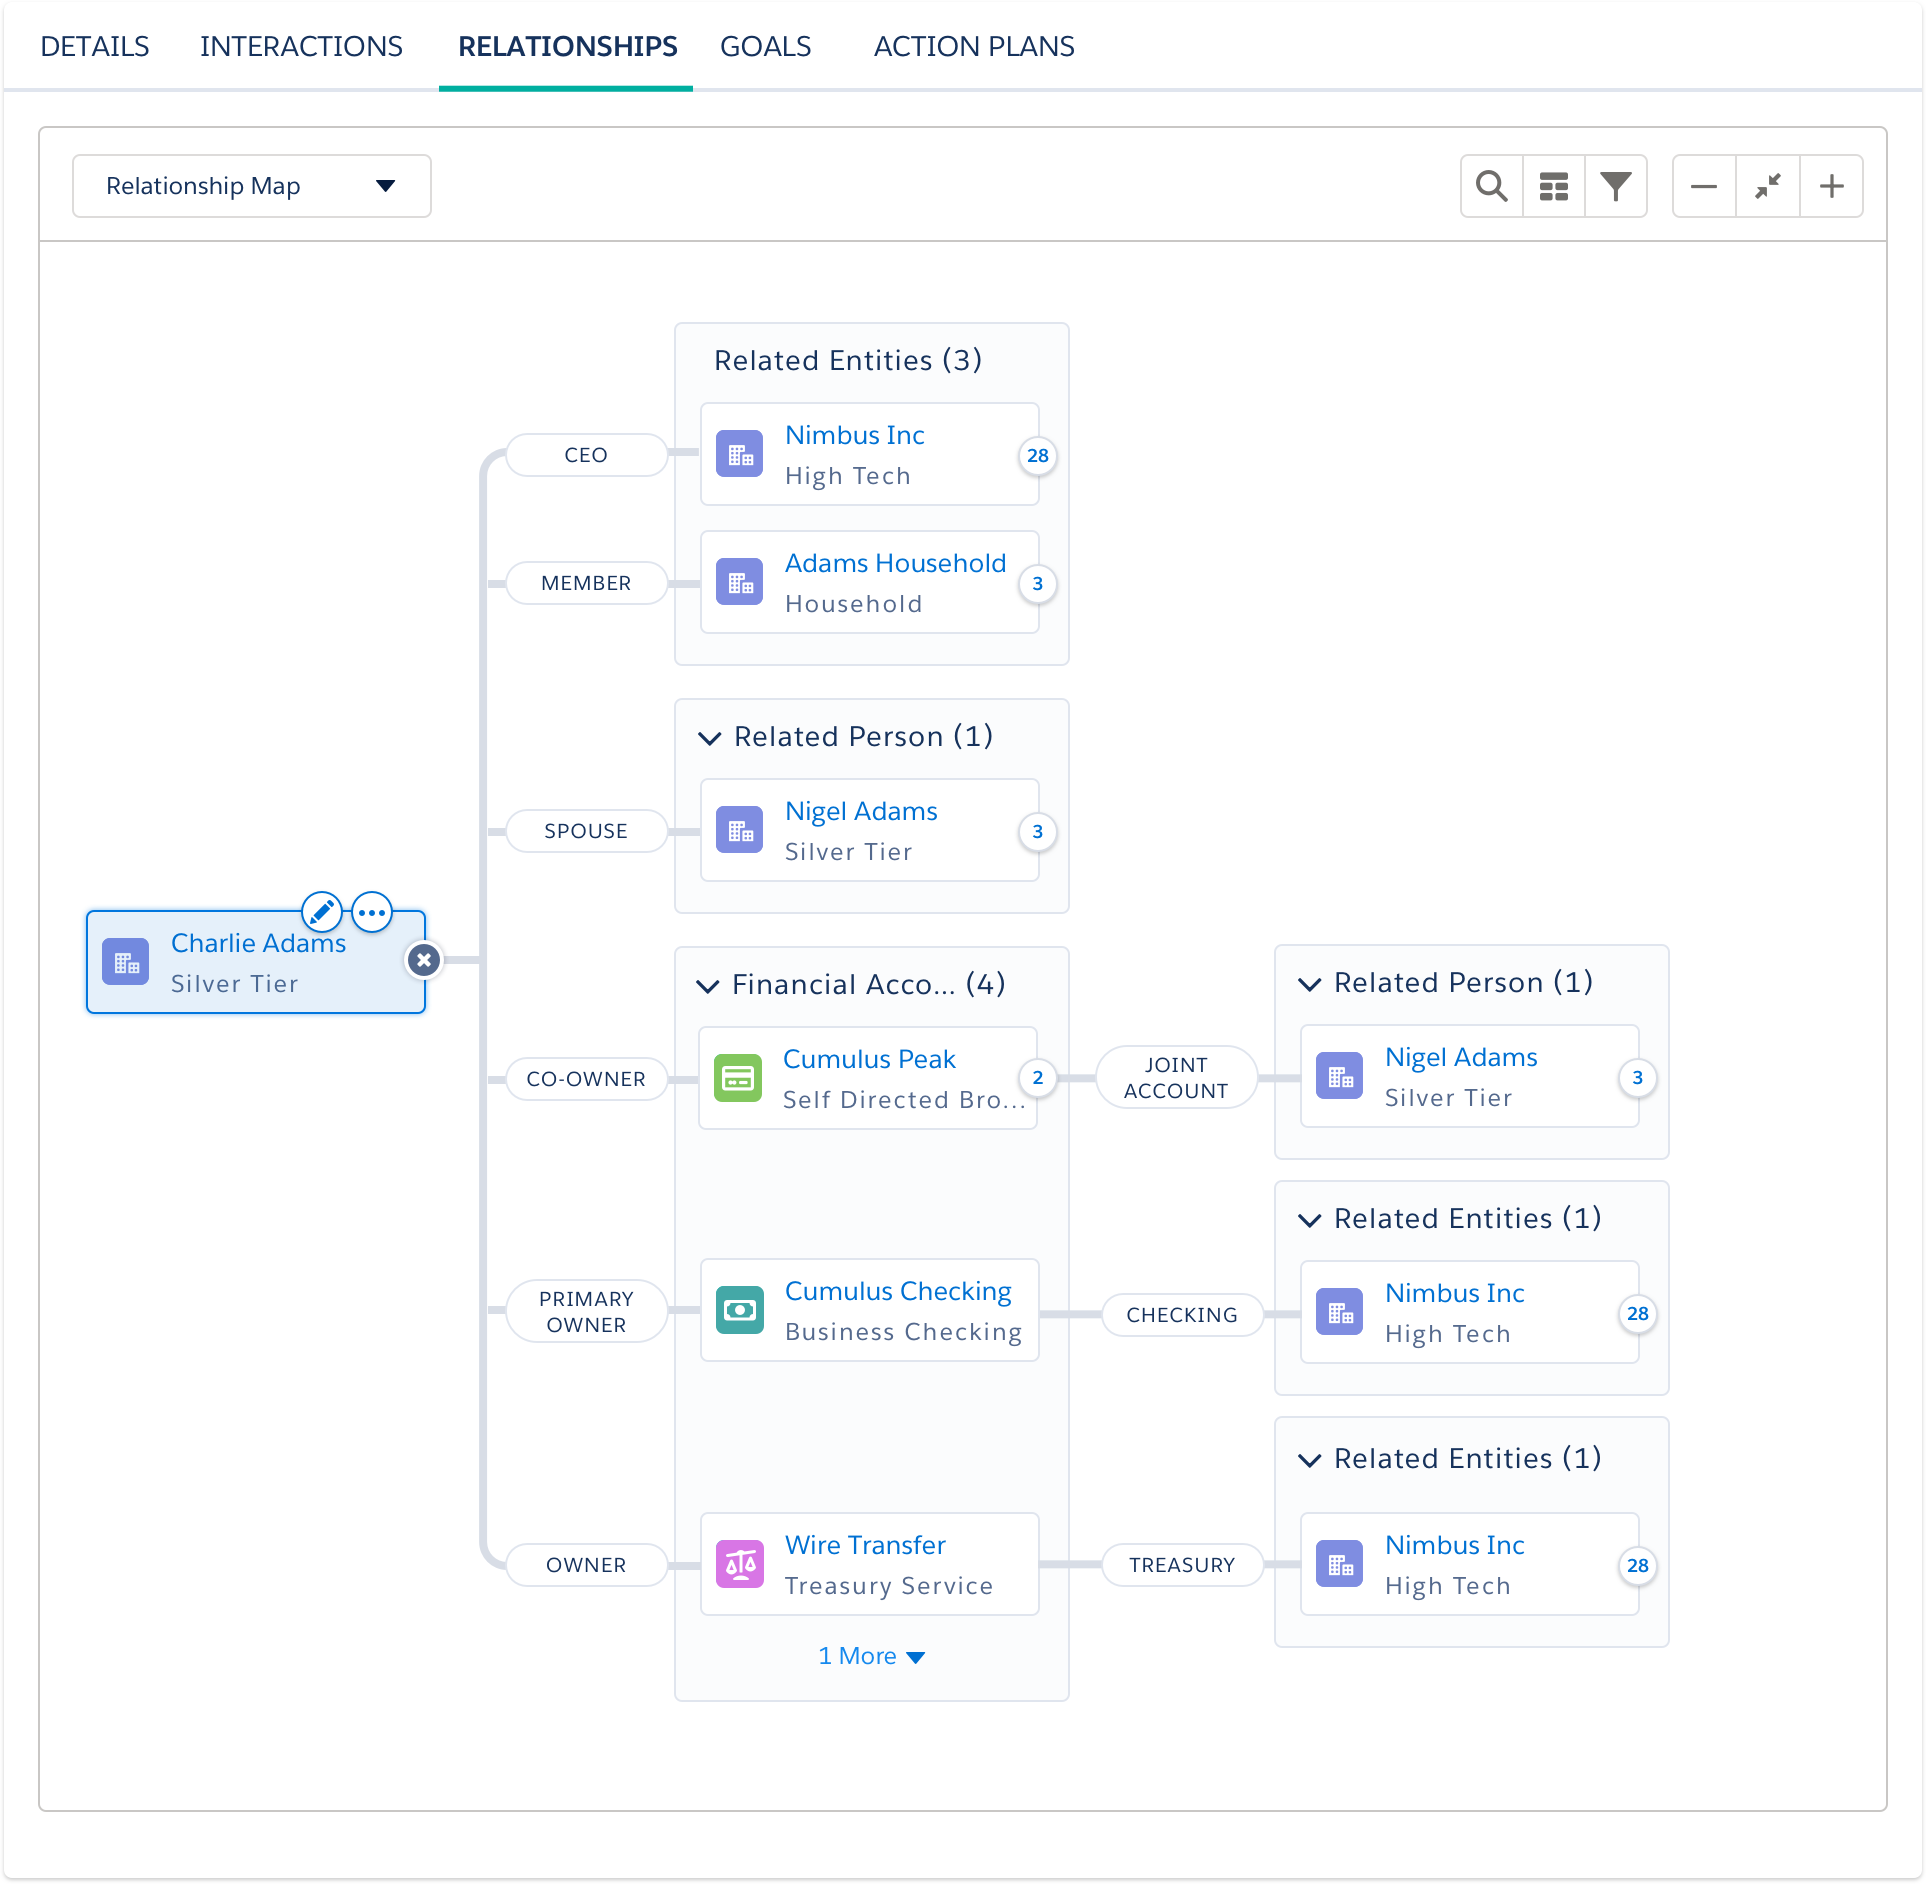 DETAILS
INTERACTIONS
RELATIONSHIPS
GOALS
ACTION PLANS
Relationship Map
Related Entities (3)
CEO
Nimbus Inc
High Tech
28
MEMBER
Adams Household
Household
3
Related Person (1)
SPOUSE
Nigel Adams
Silver Tier
3
Charlie Adams
Silver Tier
Financial Acco... (4)
CO-OWNER
Cumulus Peak
Self Directed Bro...
2
JOINT
ACCOUNT
Related Person (1)
Nigel Adams
Silver Tier
3
PRIMARY
OWNER
Cumulus Checking
Business Checking
CHECKING
Related Entities (1)
Nimbus Inc
High Tech
28
OWNER
Wire Transfer
Treasury Service
TREASURY
Related Entities (1)
Nimbus Inc
High Tech
28
1 More